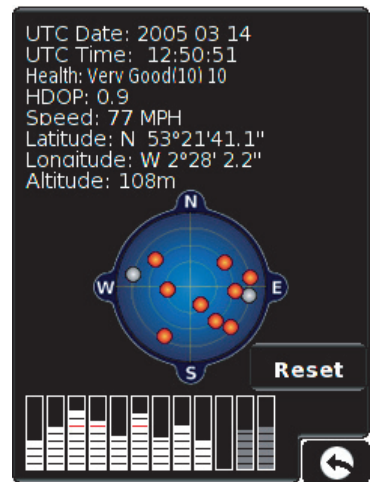 UTC Date: 2005 03 14
UTC Time: 12:50:51
Health: Very Good(10) 10
HDOP: 0.9
Speed: 77 MPH
Latitude: N 53°21'41.1"
Longitude: W 2°28' 2.2"
Altitude: 108m
N
W E
S
Reset